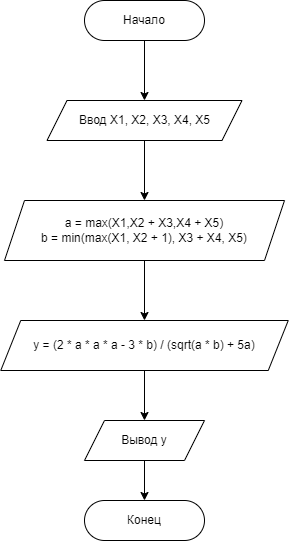 Начало
Ввод X1, X2, X3, X4, X5
a = max(X1,X2 + X3,X4 + X5)
b = min(max(X1, X2 + 1), X3 + X4, X5)
y = (2 * a * a * a - 3 * b) / (sqrt(a * b) + 5a)
Вывод y
Конец